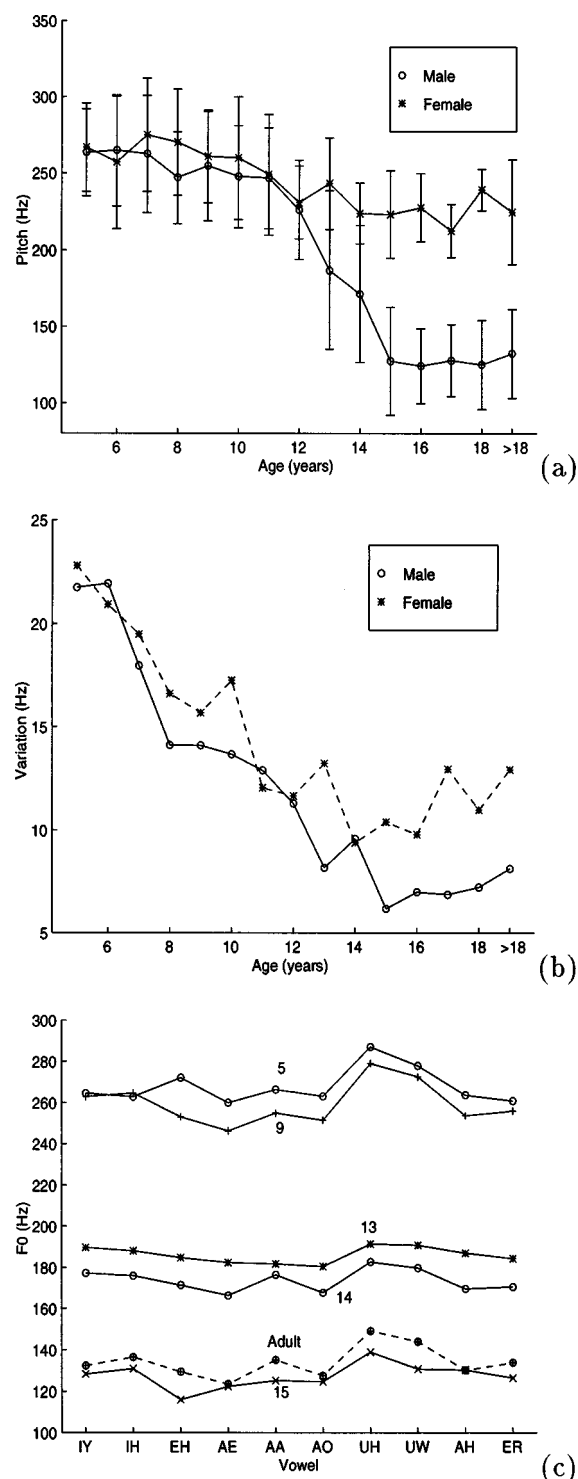 350
300
250
200
150
100
Pitch (Hz)
Male
Female
6 8 10 12 14 16 18 >18
Age (years)
(a)
25
20
15
10
5
Variation (Hz)
Male
Female
6 8 10 12 14 16 18 >18
Age (years)
(b)
300
280
260
240
220
200
180
160
140
120
100
F0 (Hz)
5
9
13
14
Adult
15
IY IH EH AE AA AO UH UW AH ER
Vowel
(c)